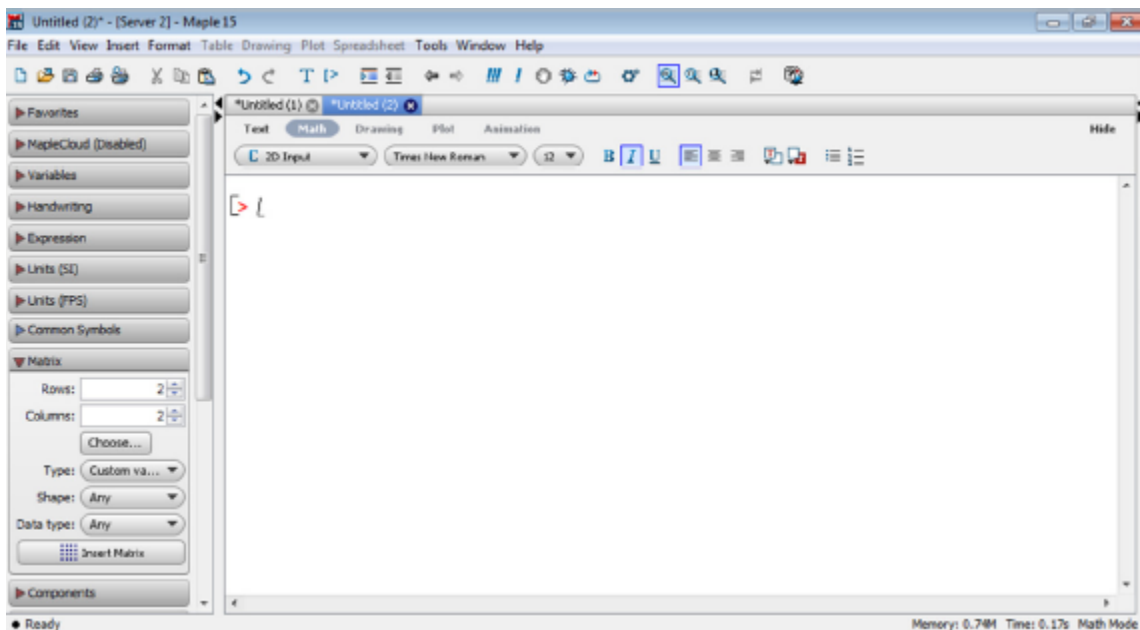 Untitled (2)* - [Server 2] - Maple 15
File Edit View Insert Format Table Drawing Plot Spreadsheet Tools Window Help
*Untitled (1) *Untitled (2)
Favorites
Text Math Drawing Plot Animation Hide
MapleCloud (Disabled)
C 2D Input Times New Roman 12 B I U
Variables
Handwriting
>
Expression
Units (SI)
Units (FPS)
Common Symbols
Matrix
Rows: 2
Columns: 2
Choose...
Type: Custom va...
Shape: Any
Data type: Any
Insert Matrix
Components
Ready Memory: 0.74M Time: 0.17s Math Mode